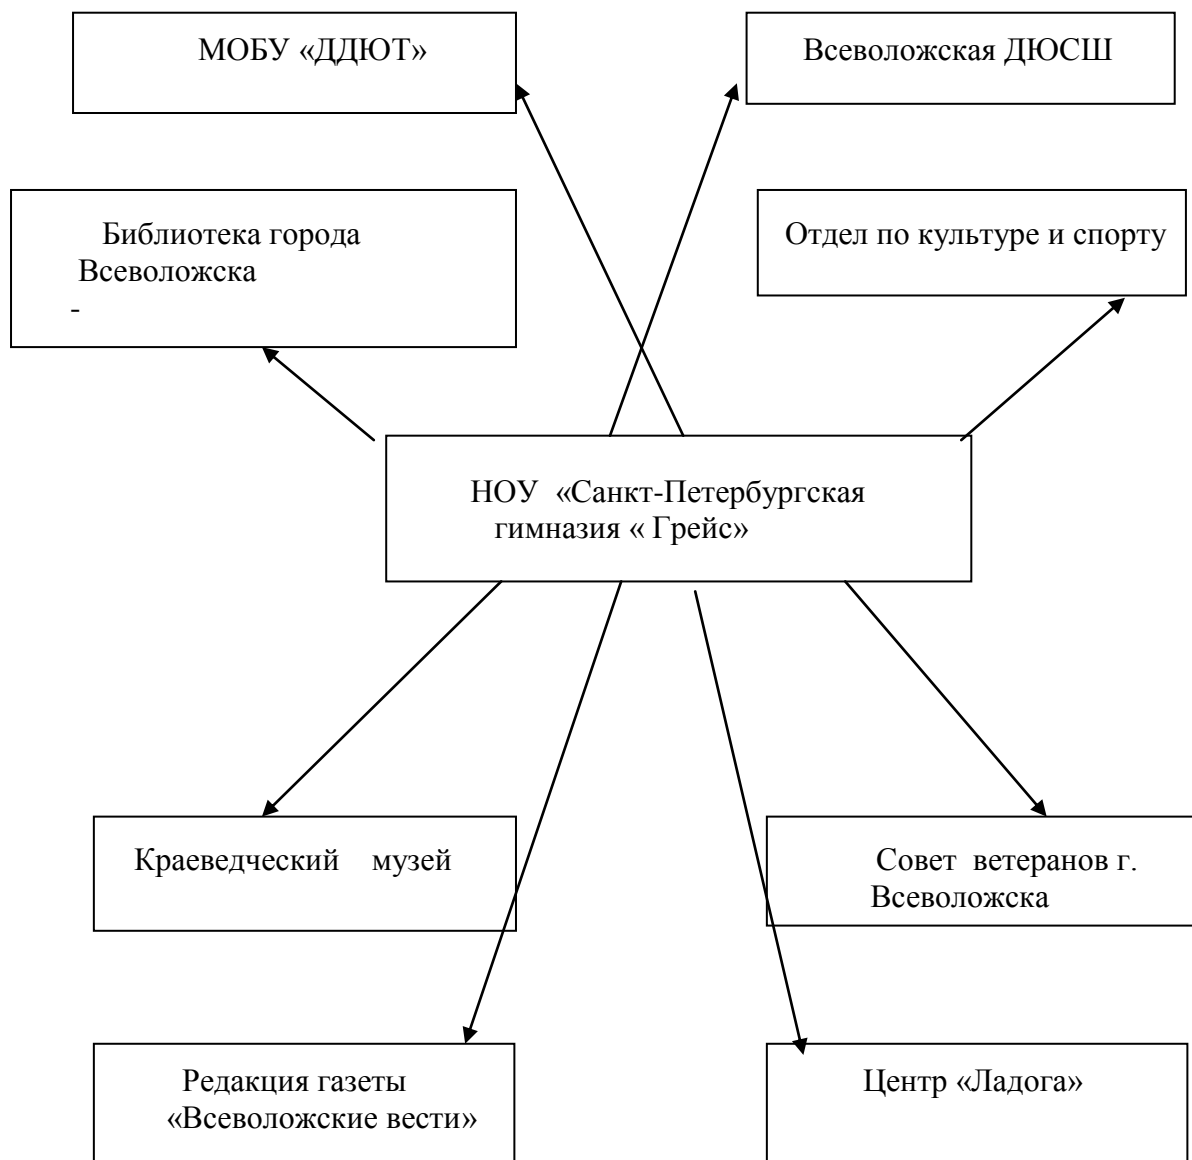 МОБУ «ДДЮТ»
Всеволожская ДЮСШ
Библиотека города
Всеволожска
-
Отдел по культуре и спорту
НОУ «Санкт-Петербургская
гимназия « Грейс»
Краеведческий музей
Совет ветеранов г.
Всеволожска
Редакция газеты
«Всеволожские вести»
Центр «Ладога»